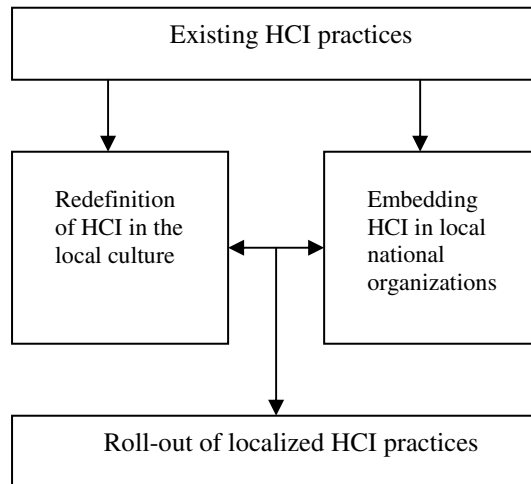 Existing HCI practices
Redefinition
of HCI in the
local culture
Embedding
HCI in local
national
organizations
Roll-out of localized HCI practices